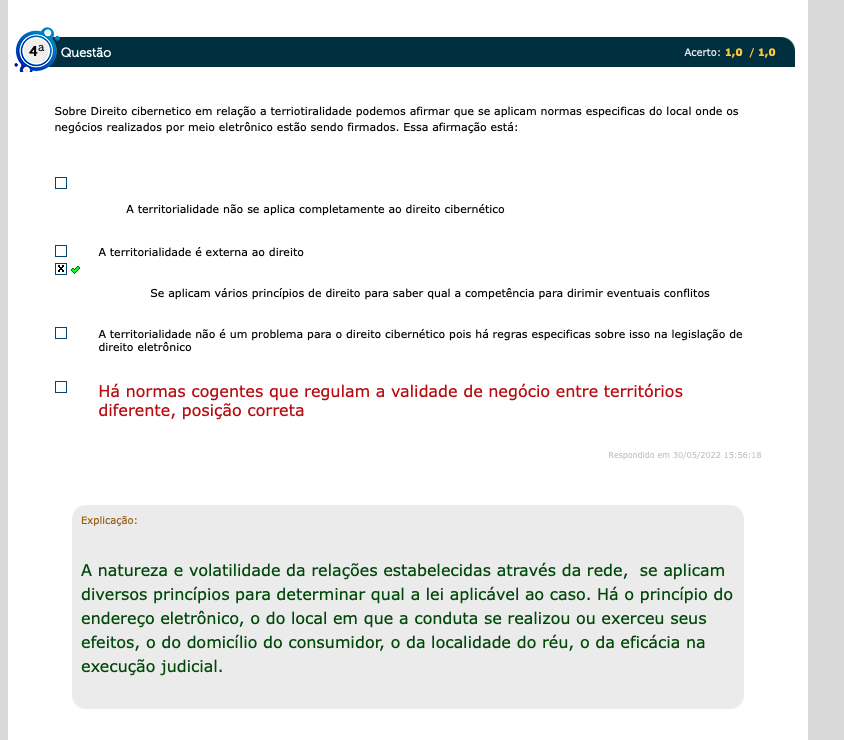 4ª Questão
Acerto: 1,0 / 1,0
Sobre Direito cibernetico em relação a terriotiralidade podemos afirmar que se aplicam normas especificas do local onde os
negócios realizados por meio eletrônico estão sendo firmados. Essa afirmação está:
A territorialidade não se aplica completamente ao direito cibernético
A territorialidade é externa ao direito
Se aplicam vários princípios de direito para saber qual a competência para dirimir eventuais conflitos
A territorialidade não é um problema para o direito cibernético pois há regras especificas sobre isso na legislação de
direito eletrônico
Há normas cogentes que regulam a validade de negócio entre territórios
diferente, posição correta
Respondido em 30/05/2022 15:56:18
Explicação:
A natureza e volatilidade da relações estabelecidas através da rede, se aplicam
diversos princípios para determinar qual a lei aplicável ao caso. Há o princípio do
endereço eletrônico, o do local em que a conduta se realizou ou exerceu seus
efeitos, o do domicílio do consumidor, o da localidade do réu, o da eficácia na
execução judicial.